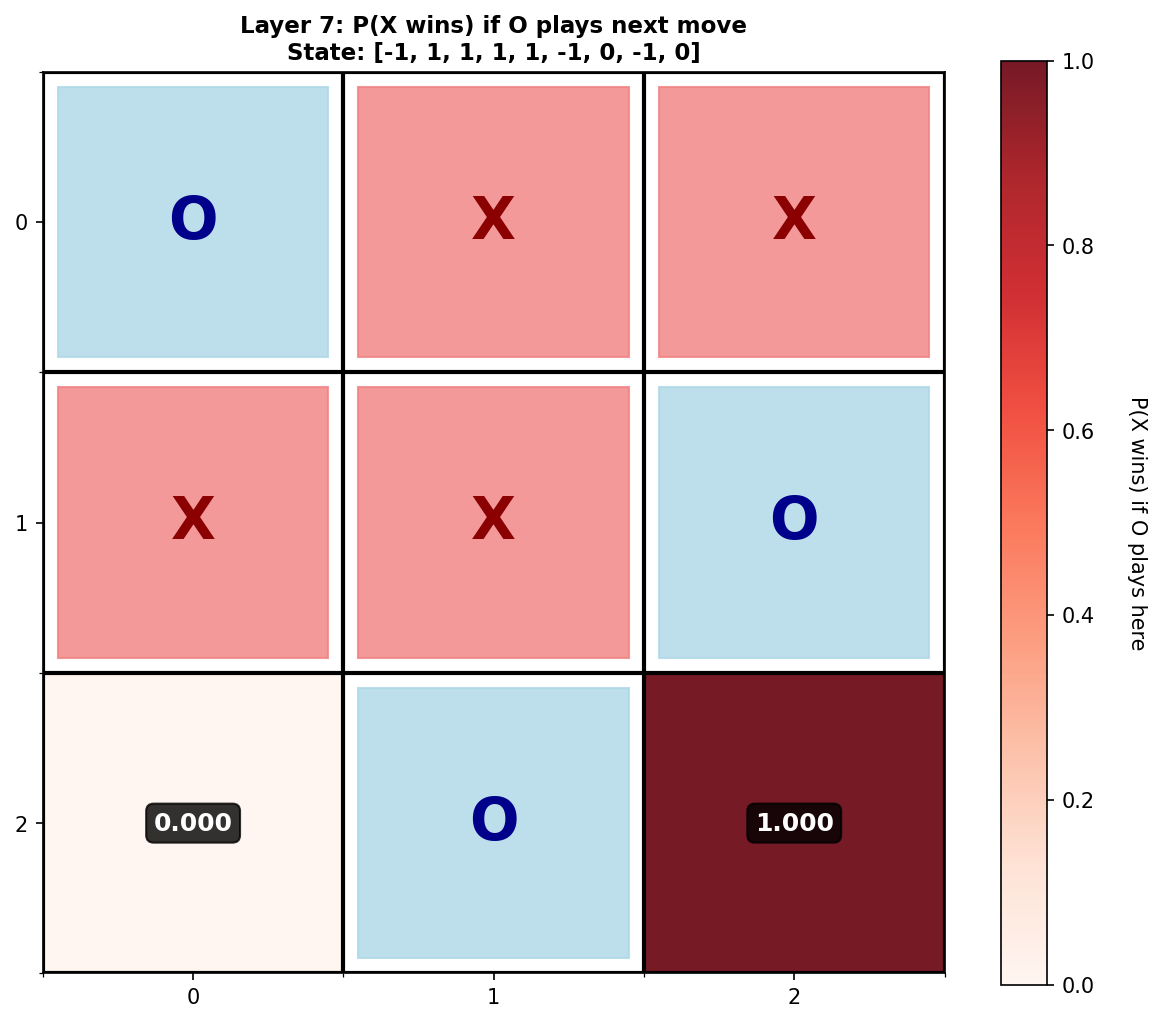 Layer 7: P(X wins) if O plays next move
State: [-1, 1, 1, 1, 1, -1, 0, -1, 0]
O X X
X X O
0.000 O 1.000
0
1
2
0 1 2
1.0
0.8
0.6
0.4
0.2
0.0
P(X wins) if O plays here